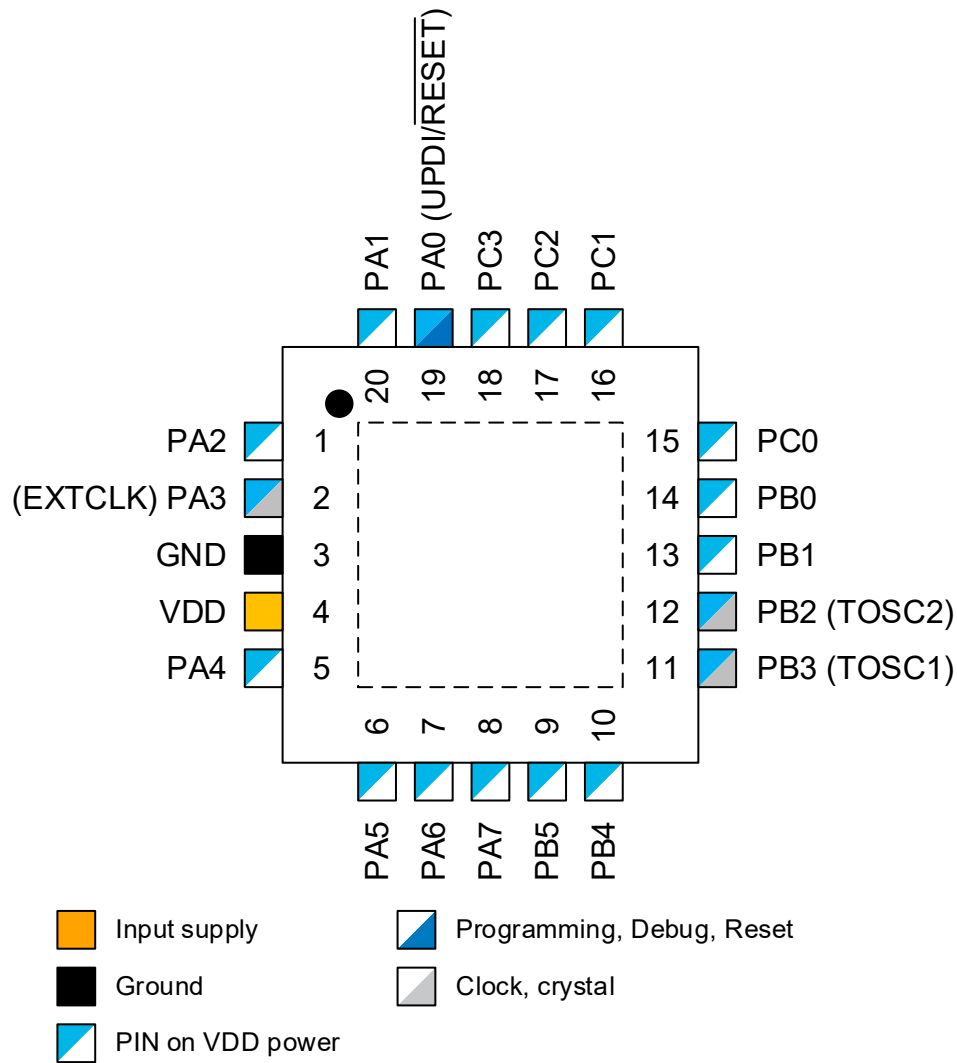 PA1
PA0 (UPDI/RESET)
PC3
PC2
PC1
20
19
18
17
16
PA2
1
15
PC0
(EXTCLK) PA3
2
14
PB0
GND
3
13
PB1
VDD
4
12
PB2 (TOSC2)
PA4
5
11
PB3 (TOSC1)
6
7
8
9
10
PA5
PA6
PA7
PB5
PB4
Input supply
Programming, Debug, Reset
Ground
Clock, crystal
PIN on VDD power